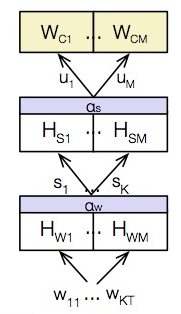 W_C1 ... W_CM
u_1 u_M
α_s
H_S1 ... H_SM
s_1 ... s_K
α_w
H_W1 ... H_WM
w_11 ... w_KT